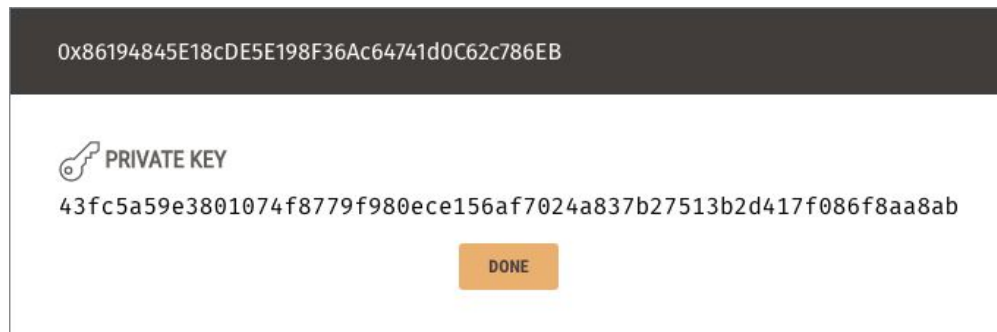 0x86194845E18cDE5E198F36Ac64741d0C62c786EB
PRIVATE KEY
43fc5a59e3801074f8779f980ece156af7024a837b27513b2d417f086f8aa8ab
DONE